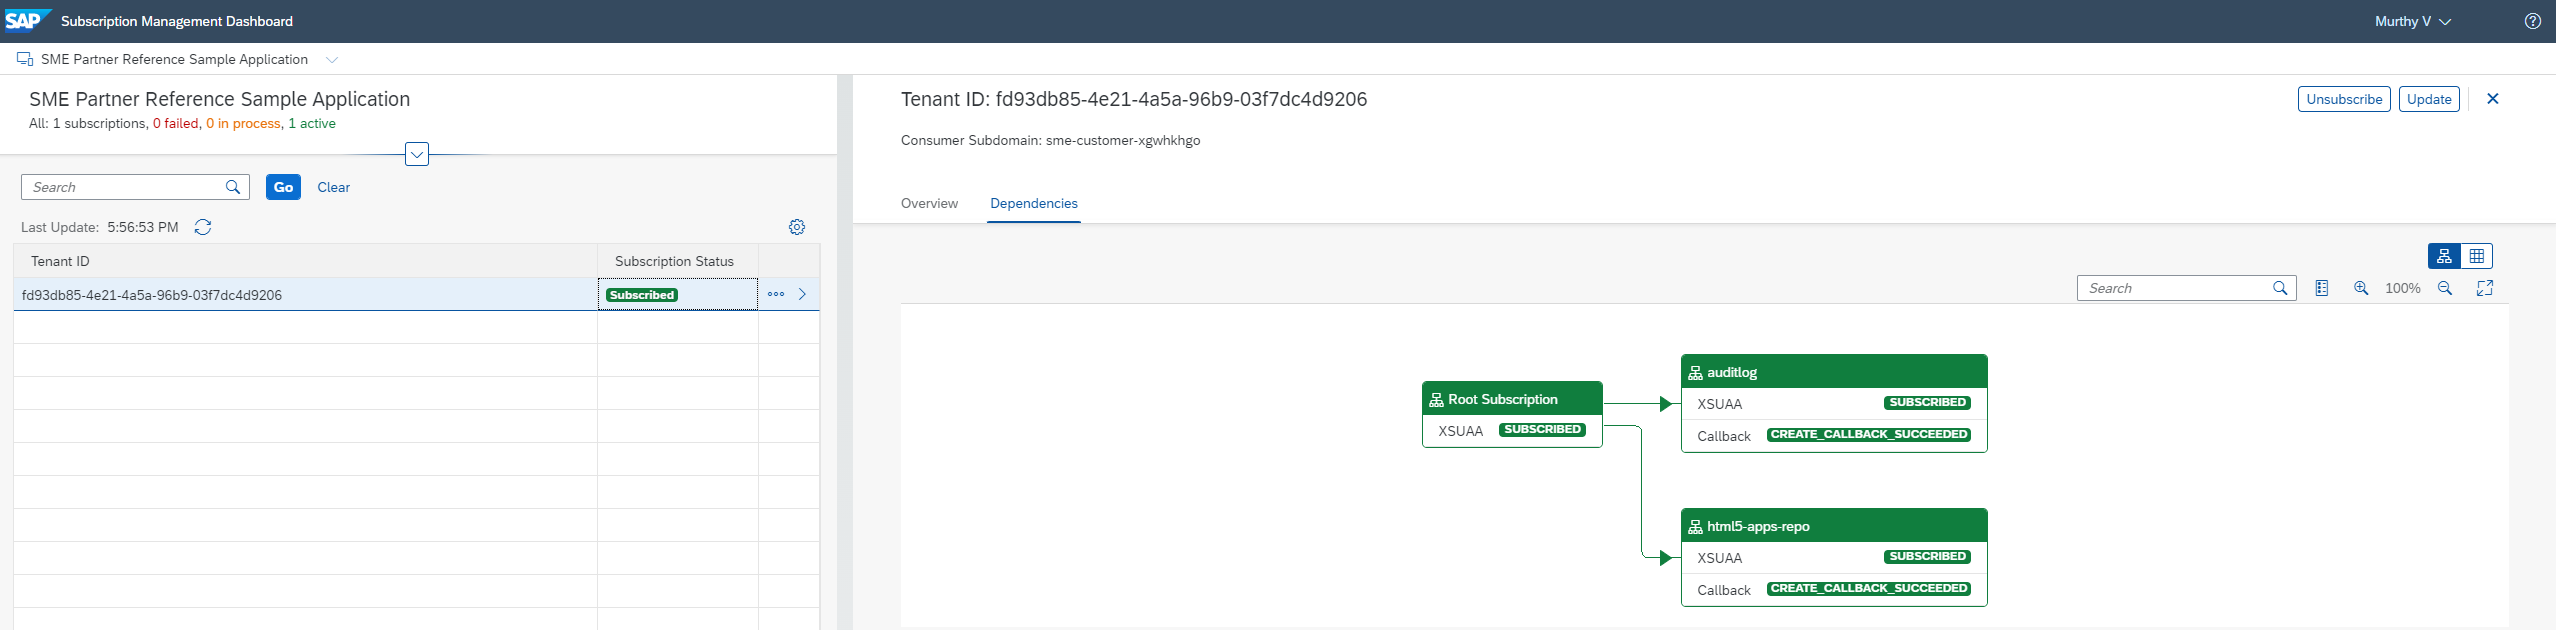 SAP Subscription Management Dashboard
Murthy V
SME Partner Reference Sample Application
SME Partner Reference Sample Application
All: 1 subscriptions, 0 failed, 0 in process, 1 active
Search
Go
Clear
Last Update: 5:56:53 PM
Tenant ID
Subscription Status
fd93db85-4e21-4a5a-96b9-03f7dc4d9206
Subscribed
Tenant ID: fd93db85-4e21-4a5a-96b9-03f7dc4d9206
Unsubscribe
Update
Consumer Subdomain: sme-customer-xgwhkhgo
Overview
Dependencies
Search
100%
Root Subscription
XSUAA SUBSCRIBED
auditlog
XSUAA SUBSCRIBED
Callback CREATE_CALLBACK_SUCCEEDED
html5-apps-repo
XSUAA SUBSCRIBED
Callback CREATE_CALLBACK_SUCCEEDED